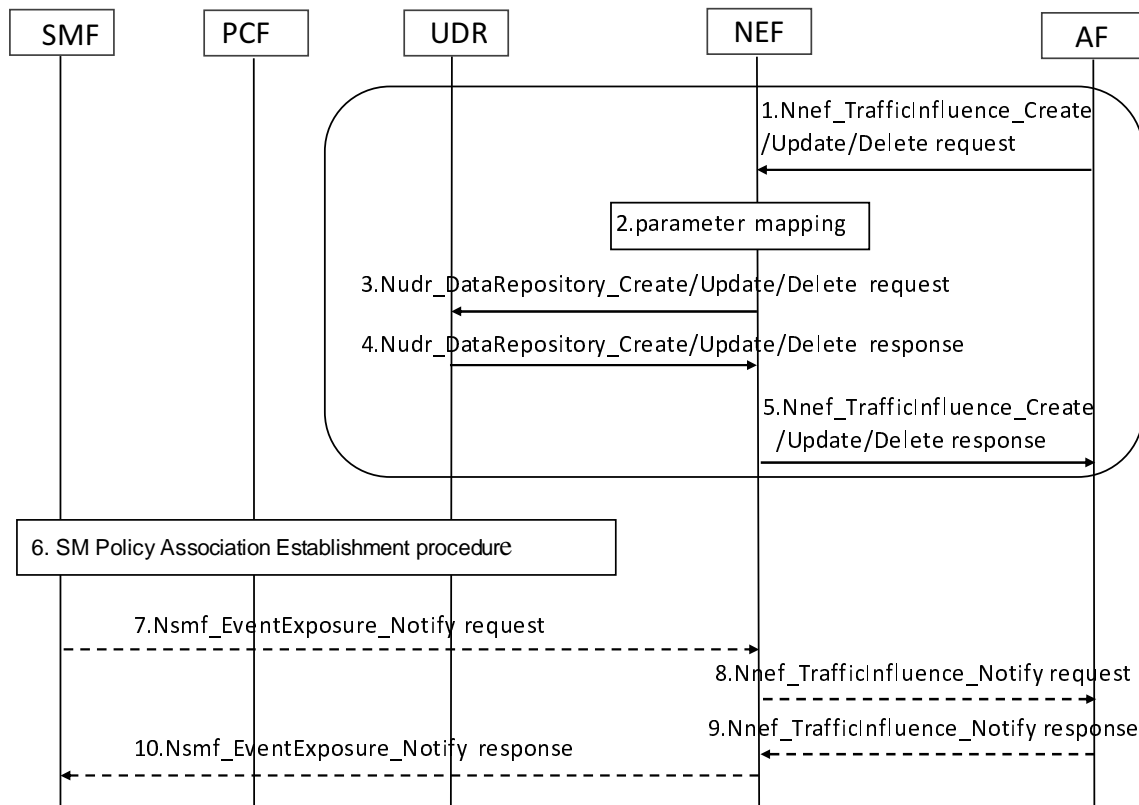 SMF
PCF
UDR
NEF
AF
1.Nnef_TrafficInfluence_Create
/Update/Delete request
2.parameter mapping
3.Nudr_DataRepository_Create/Update/Delete request
4.Nudr_DataRepository_Create/Update/Delete response
5.Nnef_TrafficInfluence_Create
/Update/Delete response
6. SM Policy Association Establishment procedure
7.Nsmf_EventExposure_Notify request
8.Nnef_TrafficInfluence_Notify request
9.Nnef_TrafficInfluence_Notify response
10.Nsmf_EventExposure_Notify response